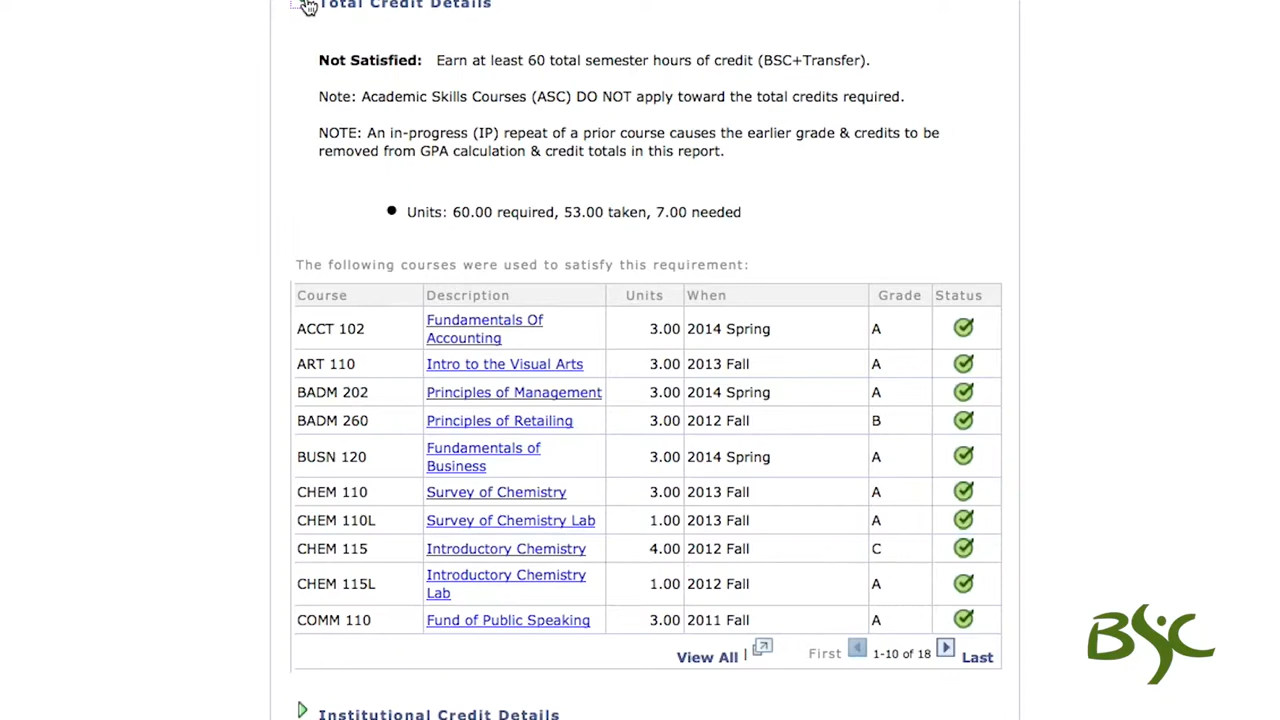 Total Credit Details
Not Satisfied: Earn at least 60 total semester hours of credit (BSC+Transfer).
Note: Academic Skills Courses (ASC) DO NOT apply toward the total credits required.
NOTE: An in-progress (IP) repeat of a prior course causes the earlier grade & credits to be
removed from GPA calculation & credit totals in this report.
Units: 60.00 required, 53.00 taken, 7.00 needed
The following courses were used to satisfy this requirement:
Course Description Units When Grade Status
ACCT 102 Fundamentals Of 3.00 2014 Spring A
Accounting
ART 110 Intro to the Visual Arts 3.00 2013 Fall A
BADM 202 Principles of Management 3.00 2014 Spring A
BADM 260 Principles of Retailing 3.00 2012 Fall B
BUSN 120 Fundamentals of 3.00 2014 Spring A
Business
CHEM 110 Survey of Chemistry 3.00 2013 Fall A
CHEM 110L Survey of Chemistry Lab 1.00 2013 Fall A
CHEM 115 Introductory Chemistry 4.00 2012 Fall C
CHEM 115L Introductory Chemistry 1.00 2012 Fall A
Lab
COMM 110 Fund of Public Speaking 3.00 2011 Fall A
View All | First 1-10 of 18 Last
BSC
Institutional Credit Details